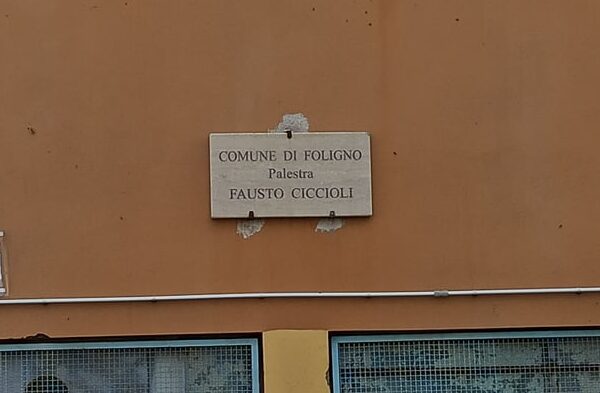 COMUNE DI FOLIGNO
Palestra
FAUSTO CICCIOLI